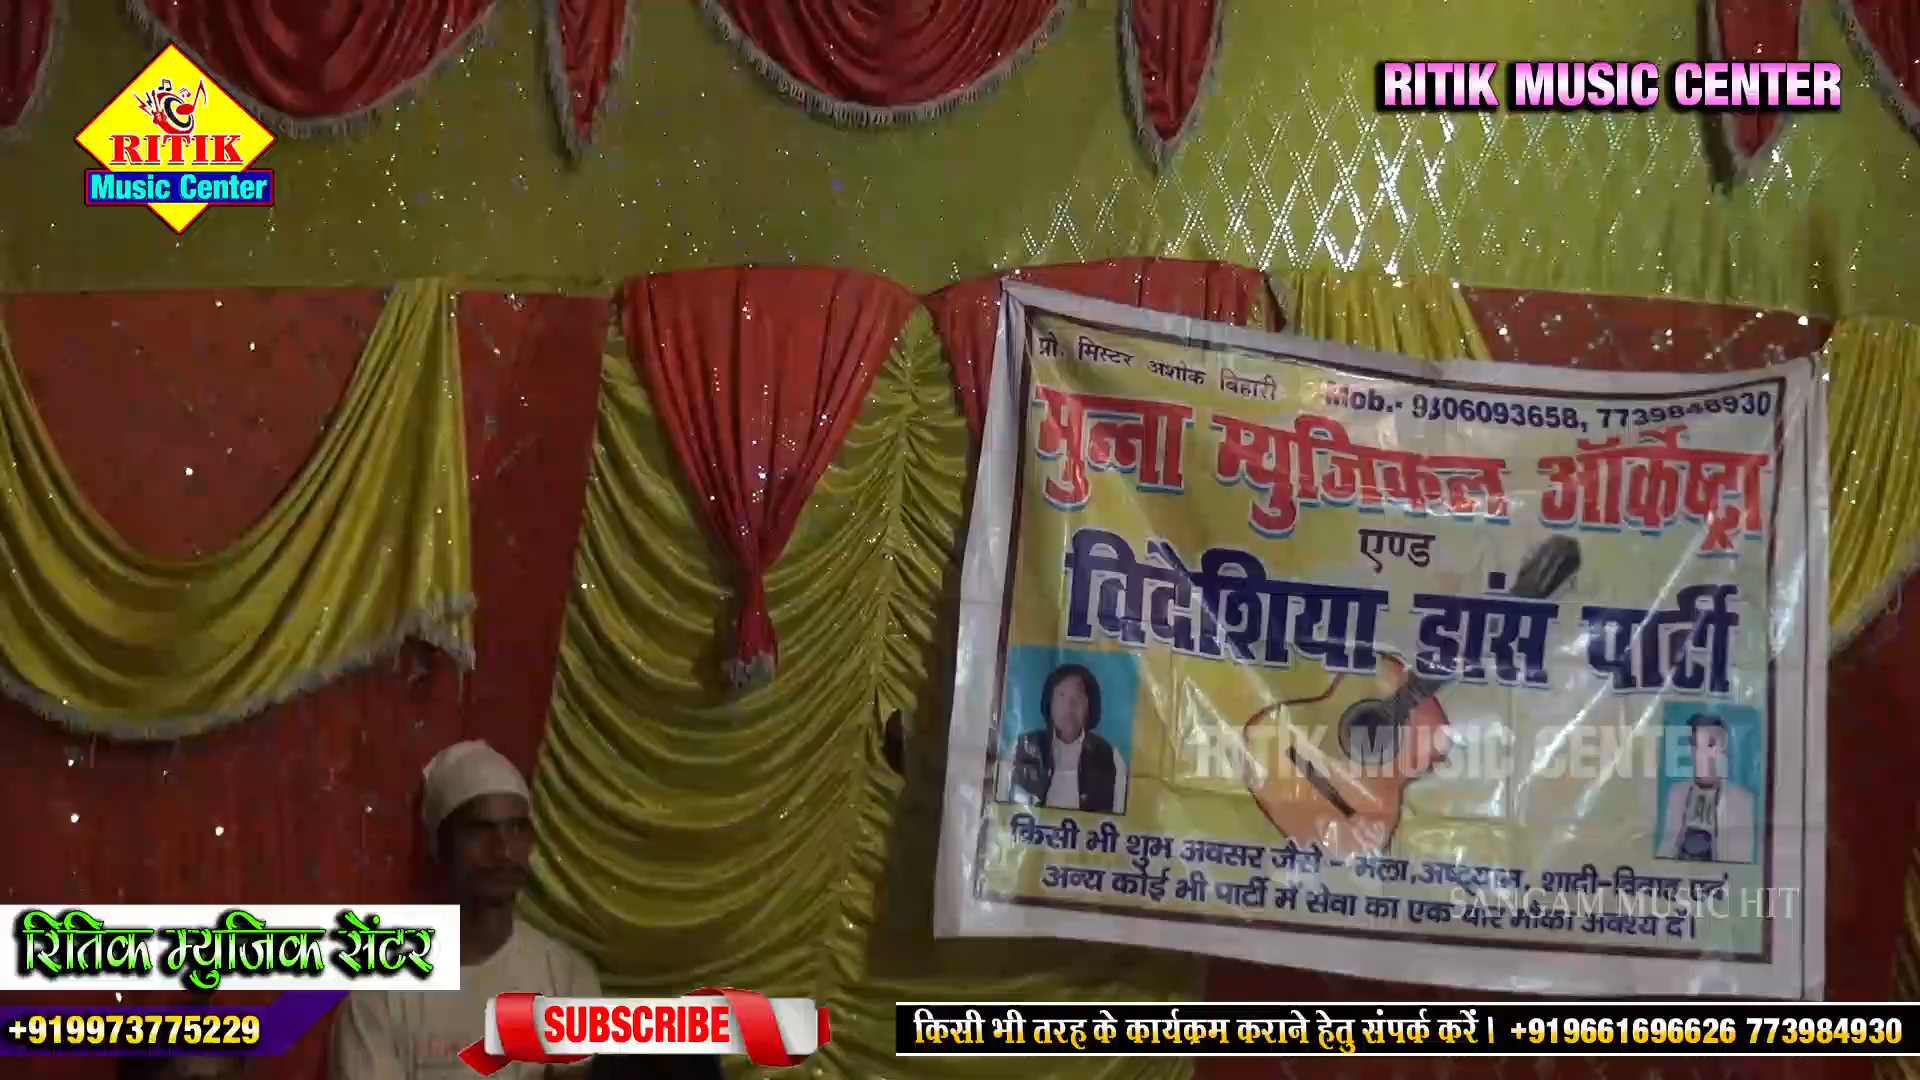 RITIK MUSIC CENTER
RITIK
Music Center
प्रो. मिस्टर अशोक बिहारी Mob.- 9306093658, 7739848930
मुन्ना म्युजिकल ऑर्केष्ट्रा
एण्ड
विदेशिया डांस पार्टी
RITIK MUSIC CENTER
किसी भी शुभ अवसर जैसे - मेला, अष्टयाम, शादी-विवाह एवं
अन्य कोई भी पार्टी में सेवा का एक बार मौका अवश्य दें।
SANGAM MUSIC HIT
रितिक म्युजिक सेंटर
+919973775229
SUBSCRIBE
किसी भी तरह के कार्यक्रम कराने हेतु संपर्क करें। +919661696626 773984930